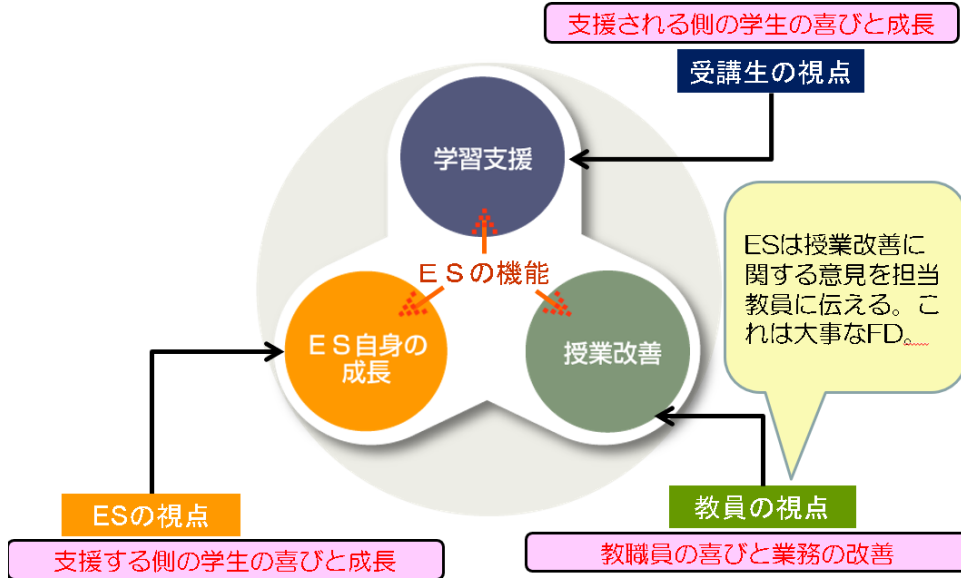 支援される側の学生の喜びと成長
受講生の視点
学習支援
ESは授業改善に
関する意見を担当
教員に伝える。こ
れは大事なFD。
ＥＳの機能
ＥＳ自身の
成長
授業改善
ESの視点
教員の視点
支援する側の学生の喜びと成長
教職員の喜びと業務の改善